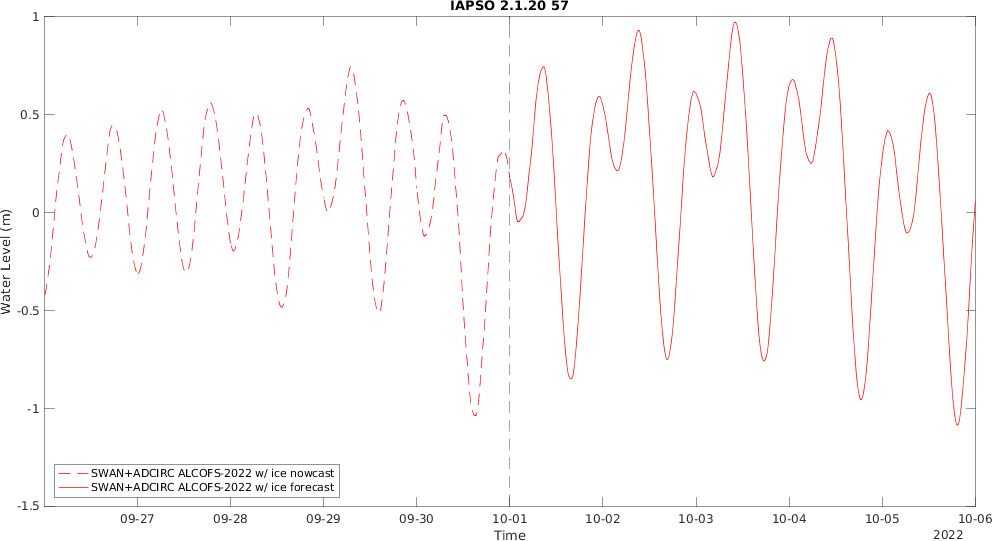 IAPSO 2.1.20 57
1
0.5
0
-0.5
-1
-1.5
Water Level (m)
SWAN+ADCIRC ALCOFS-2022 w/ ice nowcast
SWAN+ADCIRC ALCOFS-2022 w/ ice forecast
09-27 09-28 09-29 09-30 10-01 10-02 10-03 10-04 10-05 10-06
Time
2022